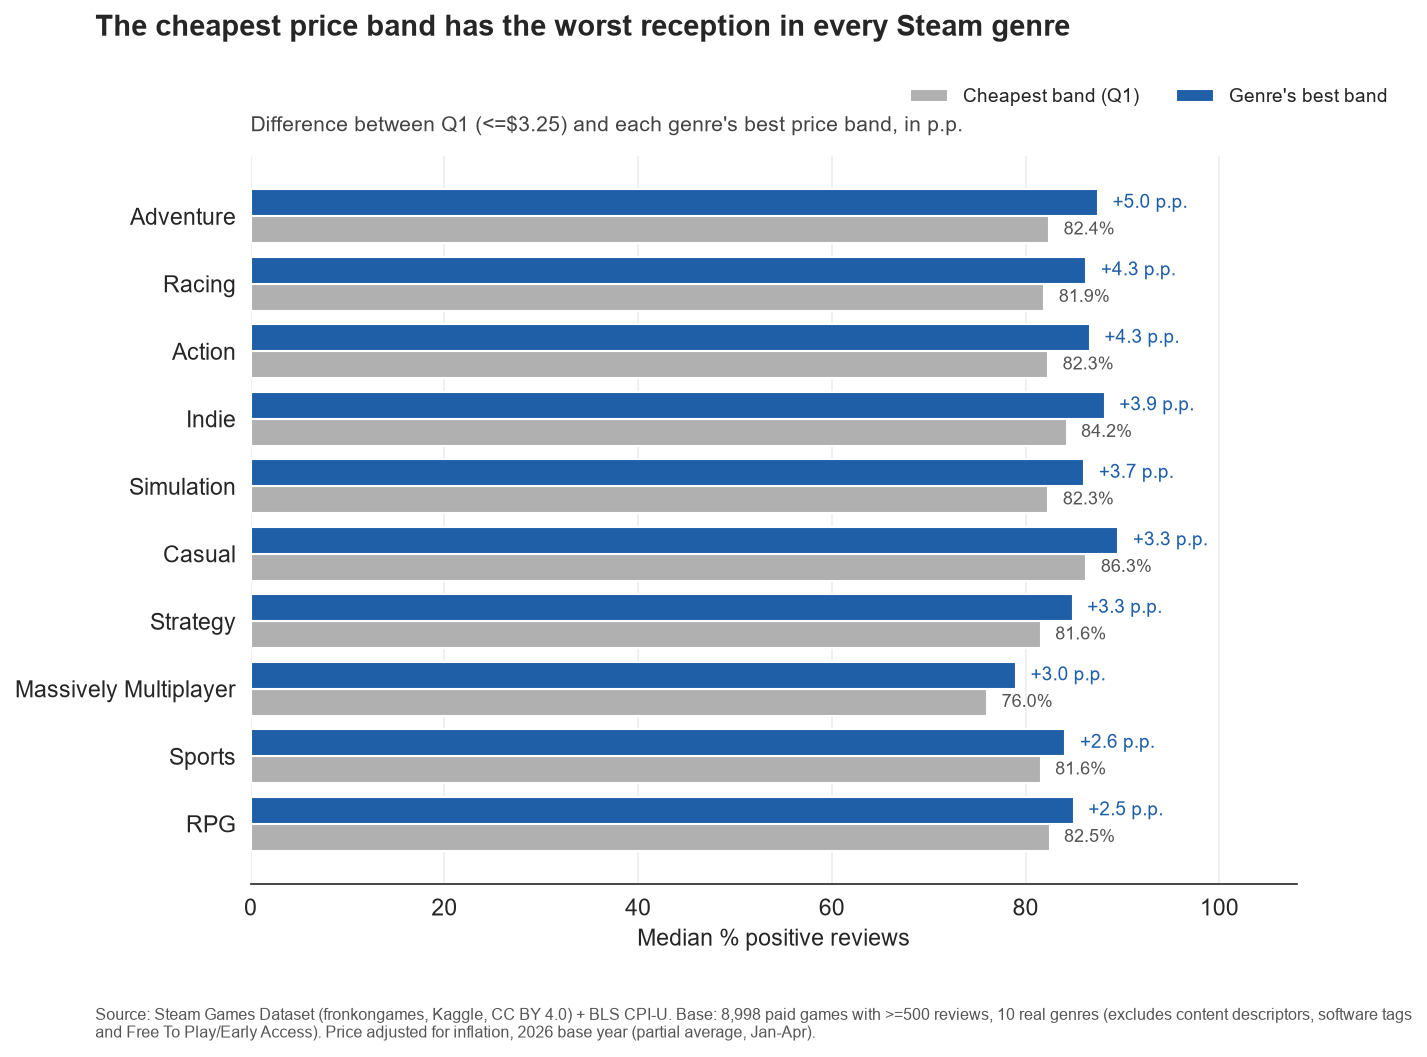 The cheapest price band has the worst reception in every Steam genre
Cheapest band (Q1)
Genre's best band
Difference between Q1 (<=$3.25) and each genre's best price band, in p.p.
Adventure
+5.0 p.p.
82.4%
Racing
+4.3 p.p.
81.9%
Action
+4.3 p.p.
82.3%
Indie
+3.9 p.p.
84.2%
Simulation
+3.7 p.p.
82.3%
Casual
+3.3 p.p.
86.3%
Strategy
+3.3 p.p.
81.6%
Massively Multiplayer
+3.0 p.p.
76.0%
Sports
+2.6 p.p.
81.6%
RPG
+2.5 p.p.
82.5%
0 20 40 60 80 100
Median % positive reviews
Source: Steam Games Dataset (fronkongames, Kaggle, CC BY 4.0) + BLS CPI-U. Base: 8,998 paid games with >=500 reviews, 10 real genres (excludes content descriptors, software tags
and Free To Play/Early Access). Price adjusted for inflation, 2026 base year (partial average, Jan-Apr).